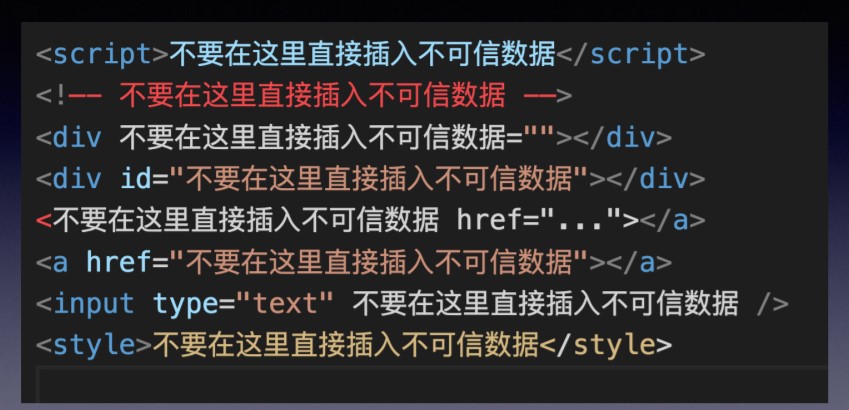 <script>不要在这里直接插入不可信数据</script>
<!-- 不要在这里直接插入不可信数据 -->
<div 不要在这里直接插入不可信数据=""></div>
<div id="不要在这里直接插入不可信数据"></div>
<不要在这里直接插入不可信数据 href="..."></a>
<a href="不要在这里直接插入不可信数据"></a>
<input type="text" 不要在这里直接插入不可信数据 />
<style>不要在这里直接插入不可信数据</style>